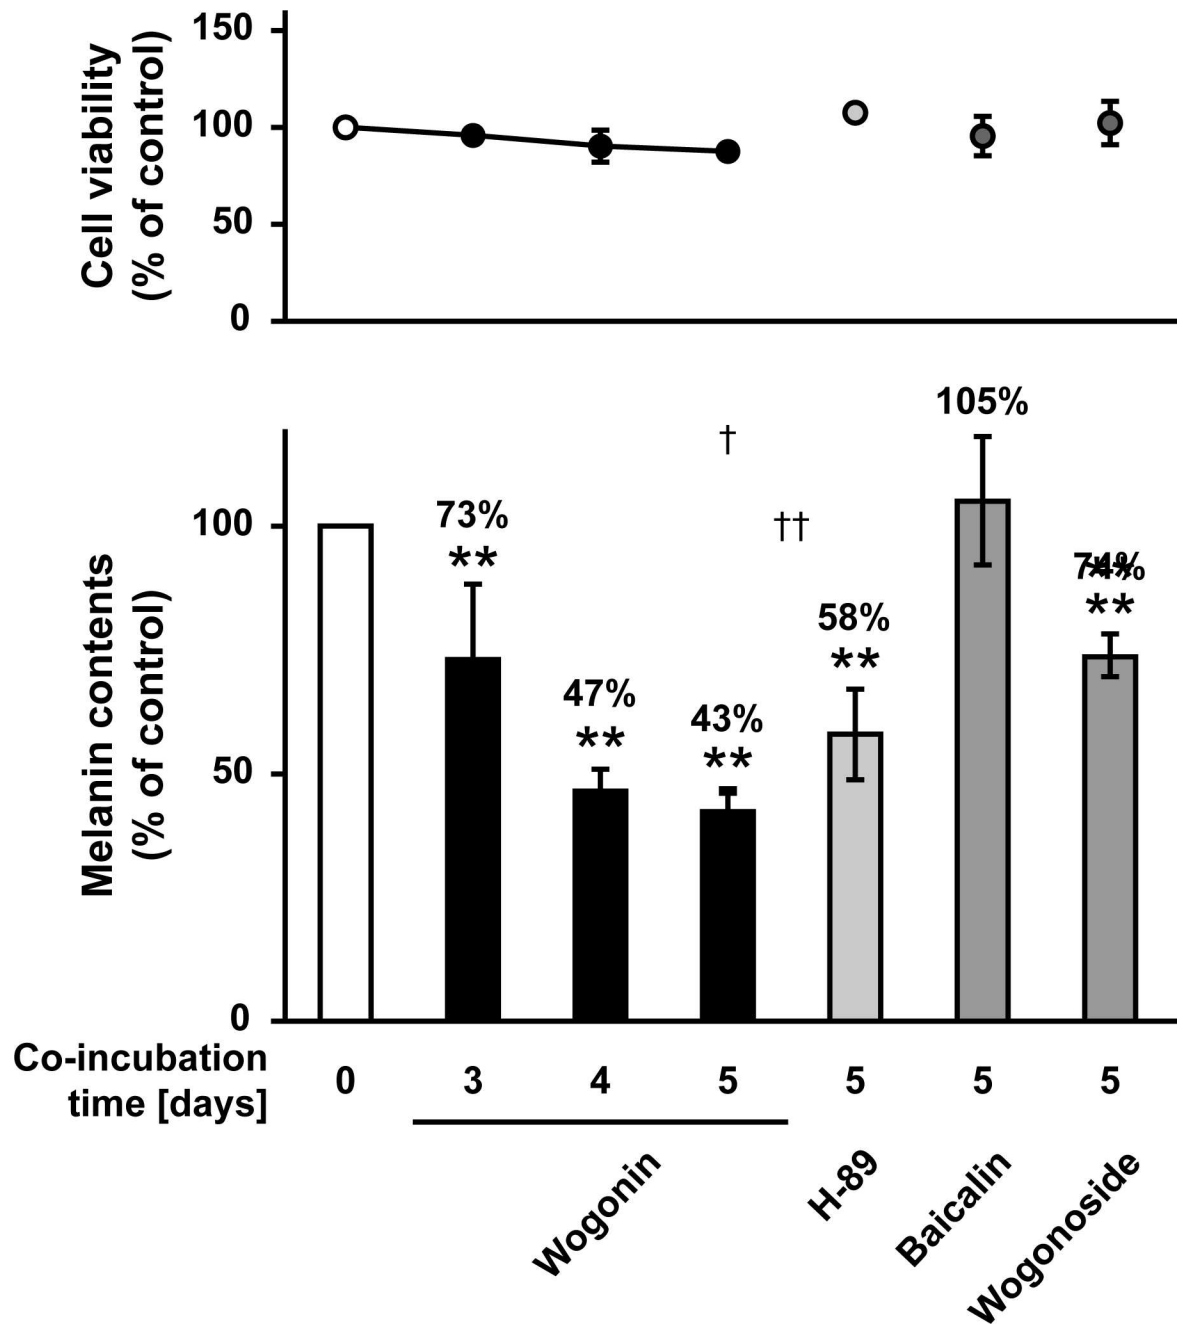 Cell viability
(% of control)
150
100
50
0
Melanin contents
(% of control)
100
50
0
105%
†
73%
**
††
74%
**
**
58%
**
47%
**
43%
**
Co-incubation
time [days]
0 3 4 5 5 5 5
Wogonin
H-89
Baicalin
Wogonoside